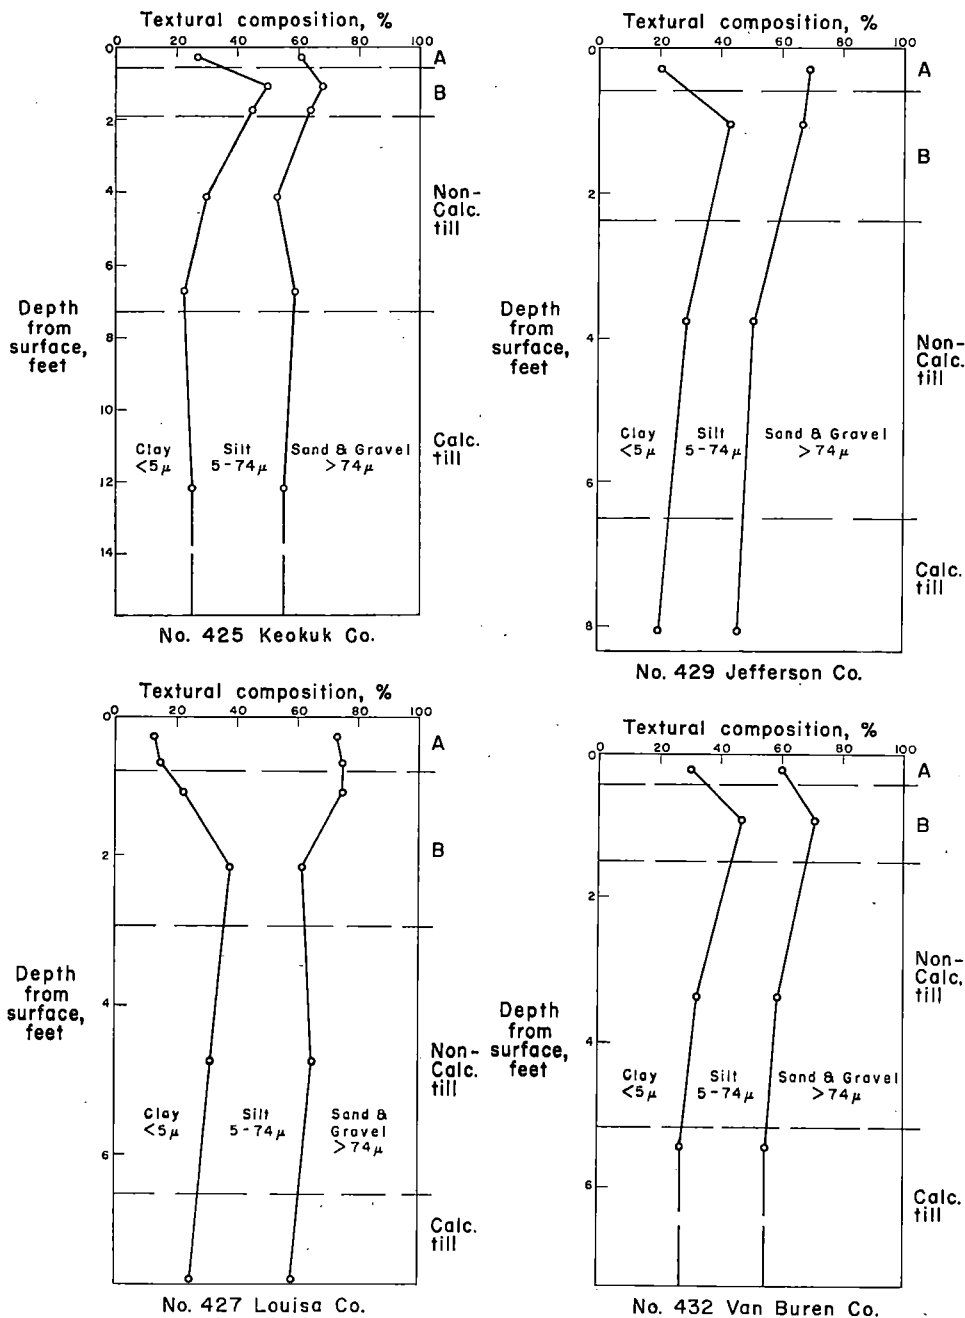 Textural composition, %
0 20 40 60 80 100
0
2
4
6
8
10
12
14
Depth
from
surface,
feet
A
B
Non-
Calc.
till
Calc.
till
Clay
<5μ
Silt
5-74μ
Sand & Gravel
>74μ
No. 425 Keokuk Co.
Textural composition, %
0 20 40 60 80 100
0
2
4
6
8
Depth
from
surface,
feet
A
B
Non-
Calc.
till
Calc.
till
Clay
<5μ
Silt
5-74μ
Sand & Gravel
>74μ
No. 429 Jefferson Co.
Textural composition, %
0 20 40 60 80 100
0
2
4
6
Depth
from
surface,
feet
A
B
Non-
Calc.
till
Calc.
till
Clay
<5μ
Silt
5-74μ
Sand &
Gravel
>74μ
No. 427 Louisa Co.
Textural composition, %
0 20 40 60 80 100
0
2
4
6
Depth
from
surface,
feet
A
B
Non-
Calc.
till
Calc.
till
Clay
<5μ
Silt
5-74μ
Sand & Gravel
>74μ
No. 432 Van Buren Co.